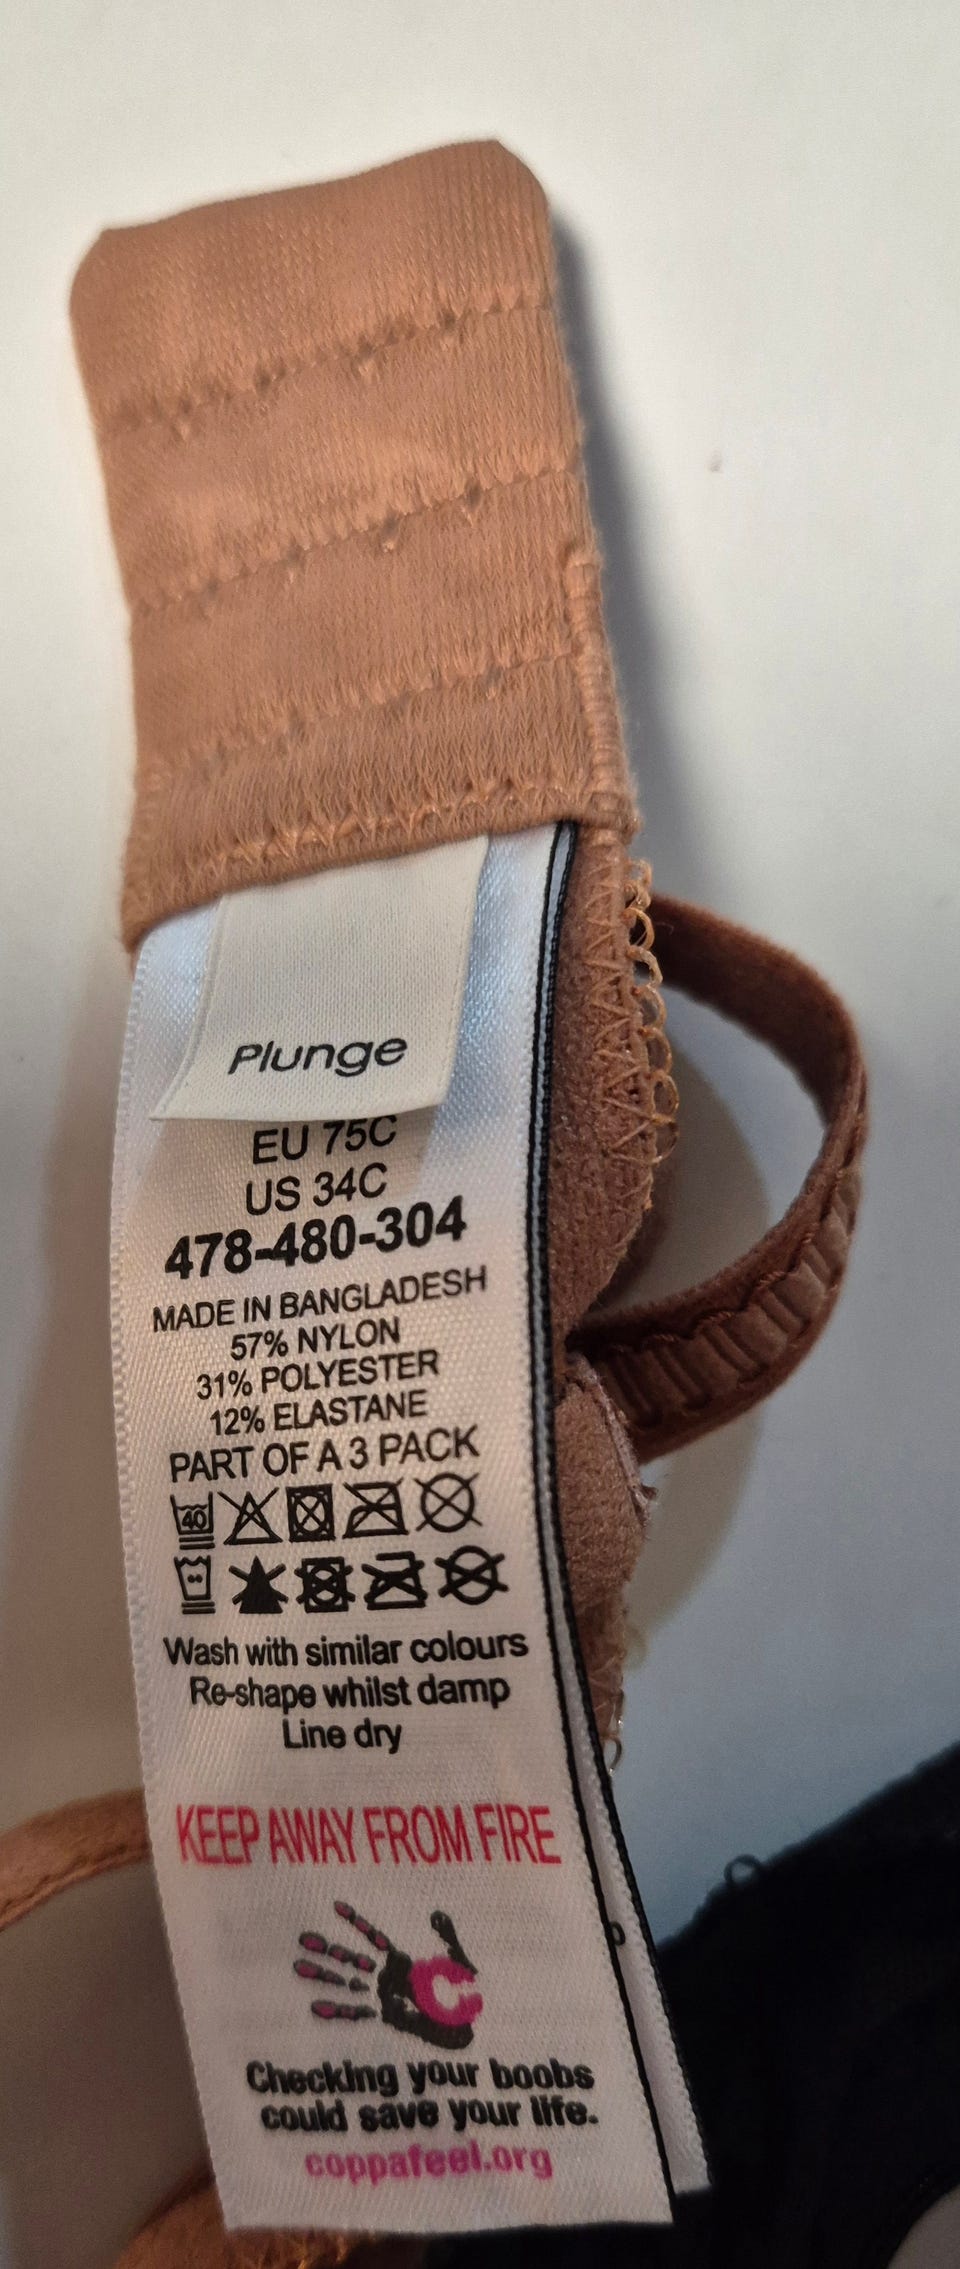 Plunge
EU 75C
US 34C
478-480-304
MADE IN BANGLADESH
57% NYLON
31% POLYESTER
12% ELASTANE
PART OF A 3 PACK
40
Wash with similar colours
Re-shape whilst damp
Line dry
KEEP AWAY FROM FIRE
C
Checking your boobs
could save your life.
coppafeel.org